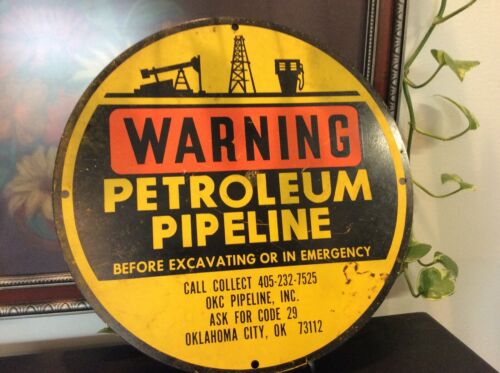 WARNING
PETROLEUM
PIPELINE
BEFORE EXCAVATING OR IN EMERGENCY
CALL COLLECT 405-232-7525
OKC PIPELINE, INC.
ASK FOR CODE 29
OKLAHOMA CITY, OK 73112